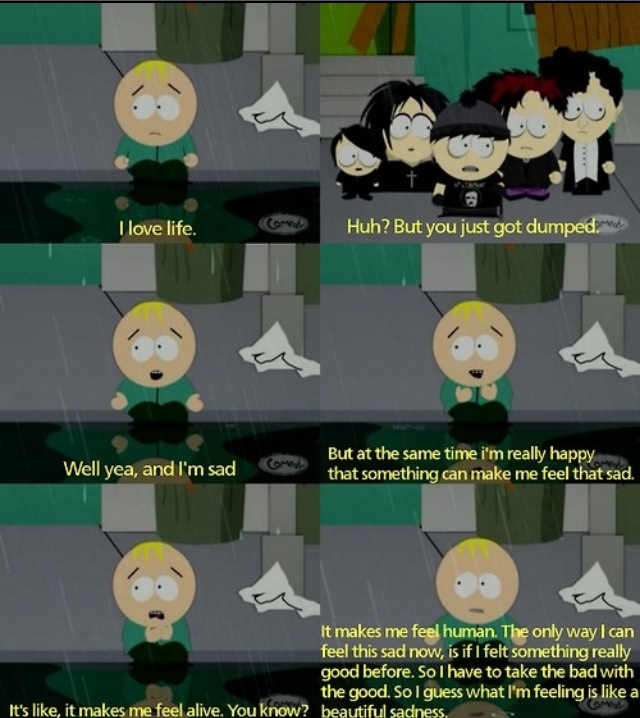 I love life.
Comedy
Huh? But you just got dumped.
Well yea, and I'm sad
Comedy
But at the same time i'm really happy
that something can make me feel that sad.
It's like, it makes me feel alive. You know?
It makes me feel human. The only way I can
feel this sad now, is if I felt something really
good before. So I have to take the bad with
the good. So I guess what I'm feeling is like a
beautiful sadness.